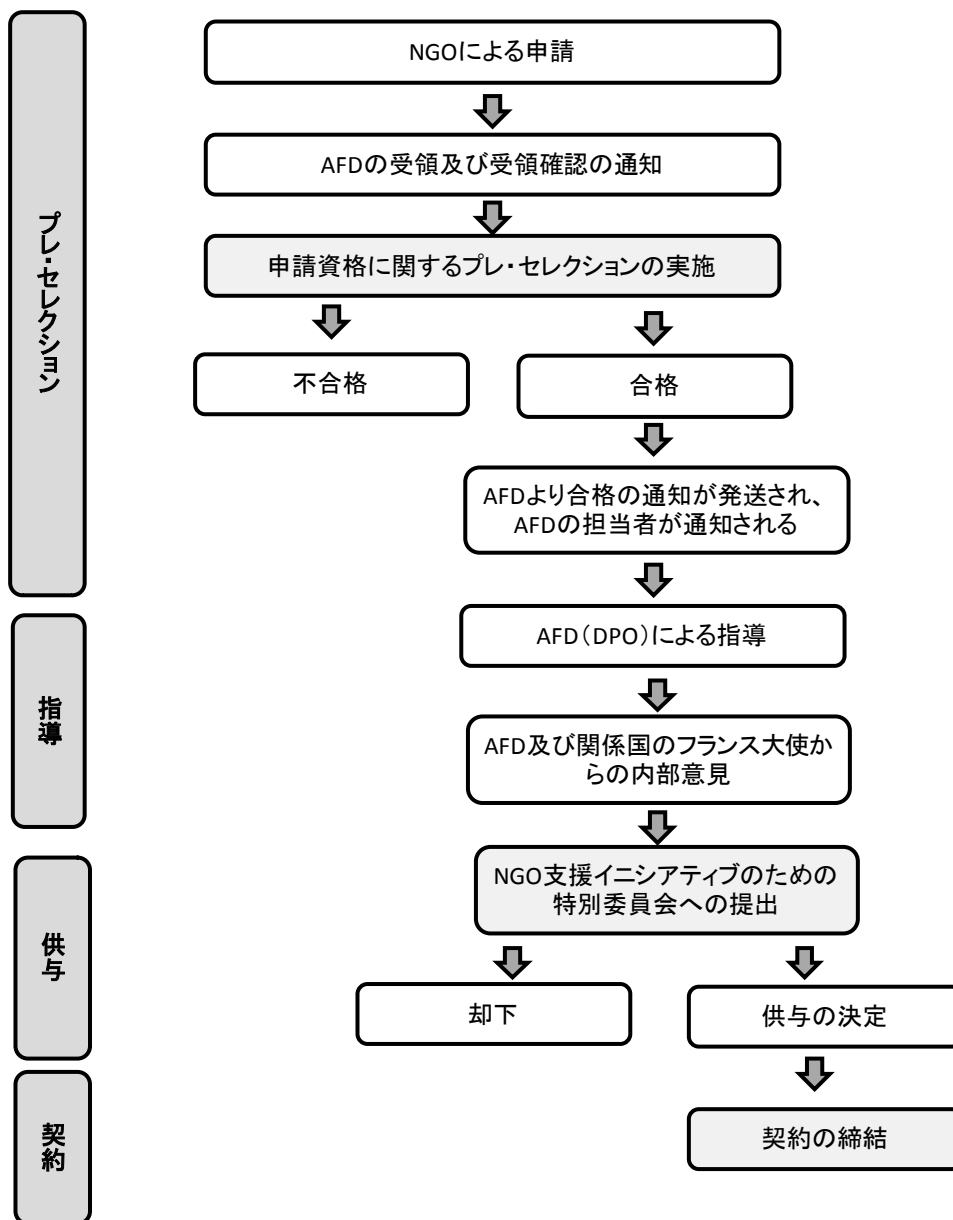 プレ・セレクション
NGOによる申請
AFDの受領及び受領確認の通知
申請資格に関するプレ・セレクションの実施
不合格
合格
AFDより合格の通知が発送され、
AFDの担当者が通知される
指導
AFD(DPO)による指導
AFD及び関係国のフランス大使か
らの内部意見
供与
NGO支援イニシアティブのための
特別委員会への提出
却下
供与の決定
契約
契約の締結